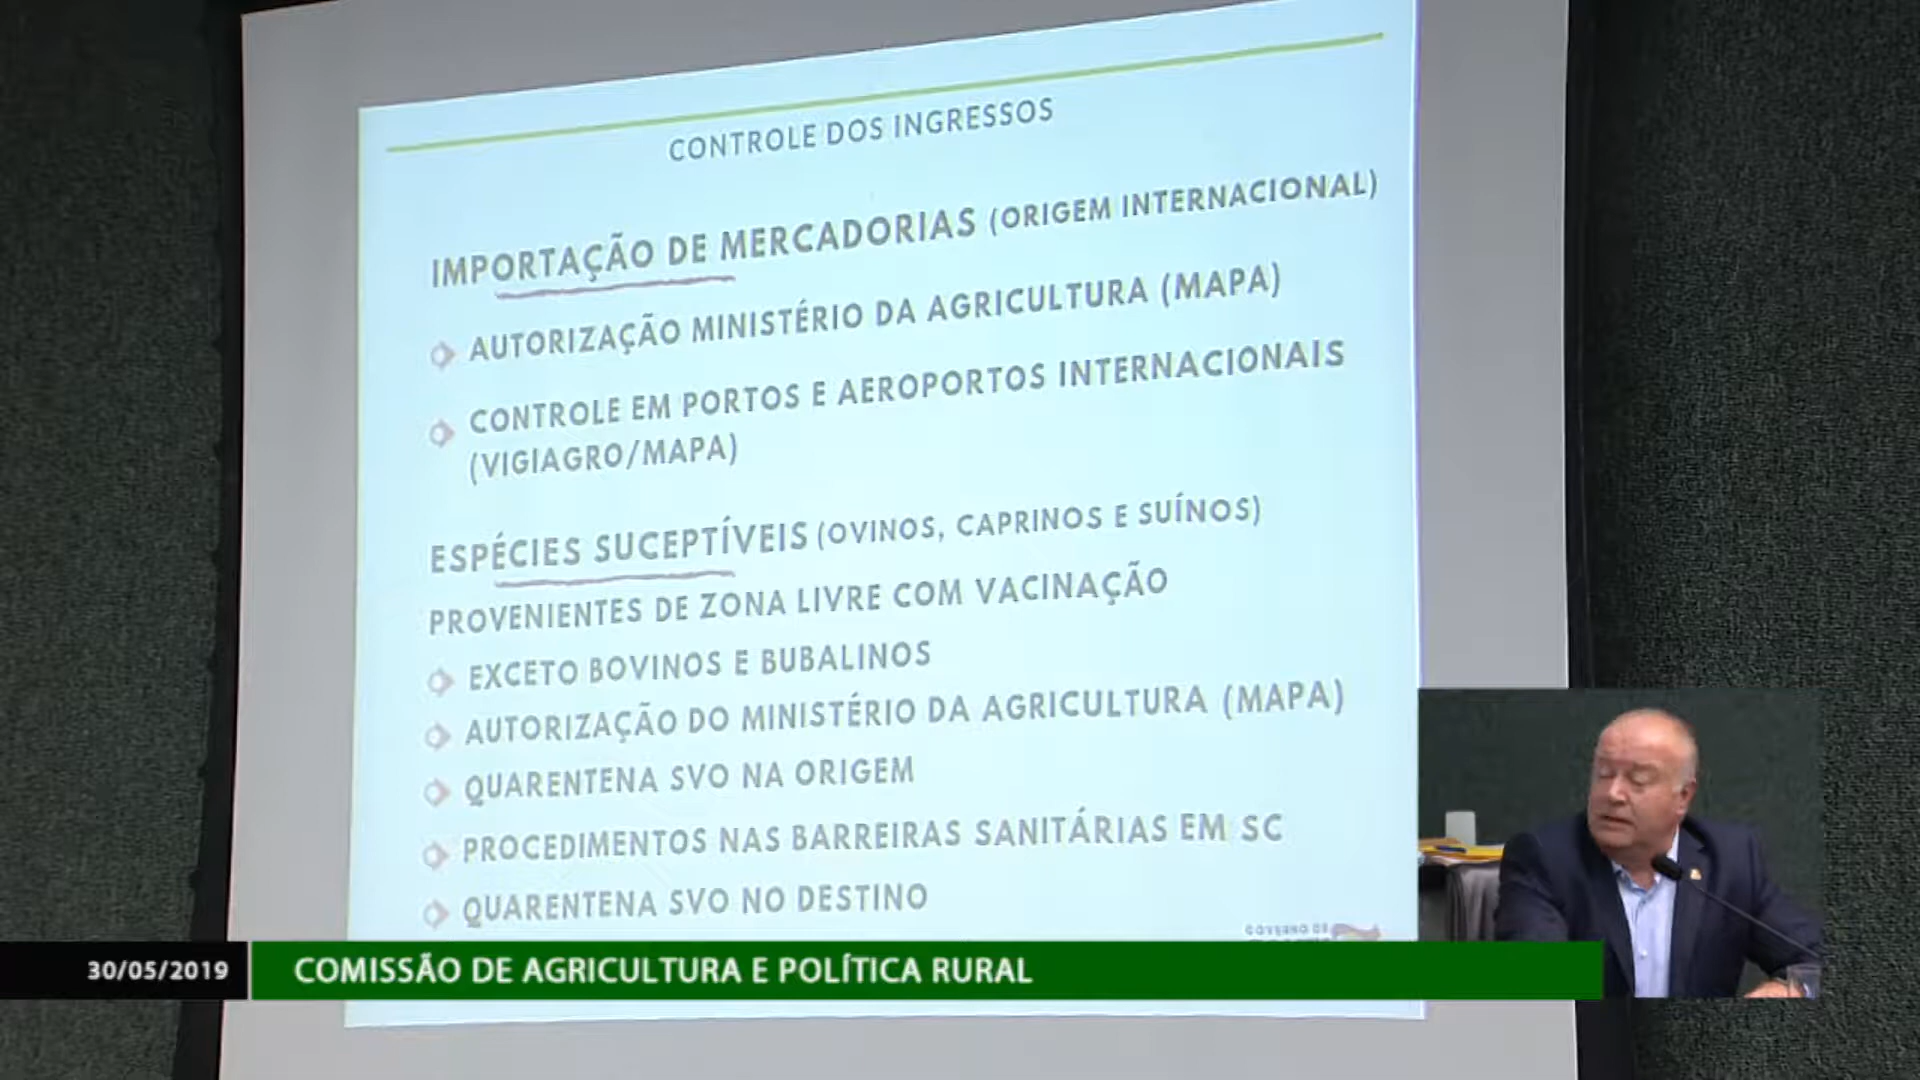 CONTROLE DOS INGRESSOS
IMPORTAÇÃO DE MERCADORIAS (ORIGEM INTERNACIONAL)
AUTORIZAÇÃO MINISTÉRIO DA AGRICULTURA (MAPA)
CONTROLE EM PORTOS E AEROPORTOS INTERNACIONAIS
(VIGIAGRO/MAPA)
ESPÉCIES SUCEPTÍVEIS (OVINOS, CAPRINOS E SUÍNOS)
PROVENIENTES DE ZONA LIVRE COM VACINAÇÃO
EXCETO BOVINOS E BUBALINOS
AUTORIZAÇÃO DO MINISTÉRIO DA AGRICULTURA (MAPA)
QUARENTENA SVO NA ORIGEM
PROCEDIMENTOS NAS BARREIRAS SANITÁRIAS EM SC
QUARENTENA SVO NO DESTINO
GOVERNO DE
30/05/2019
COMISSÃO DE AGRICULTURA E POLÍTICA RURAL